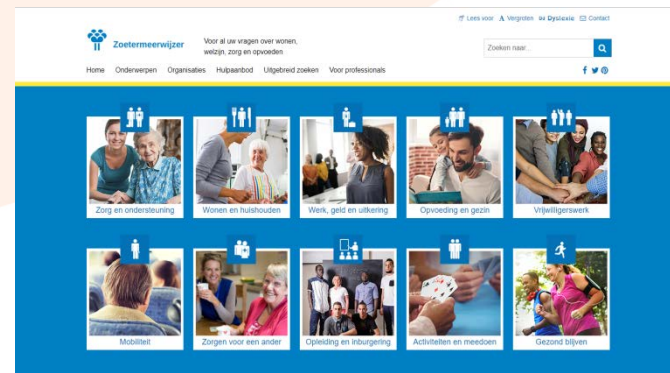 Lees voor A Vergroten Dyslexie Contact
Zoetermeerwijzer
Voor al uw vragen over wonen,
welzijn, zorg en opvoeden
Zoeken naar...
Home Onderwerpen Organisaties Hulpaanbod Uitgebreid zoeken Voor professionals
Zorg en ondersteuning Wonen en huishouden Werk, geld en uitkering Opvoeding en gezin Vrijwilligerswerk
Mobiliteit Zorgen voor een ander Opleiding en inburgering Activiteiten en meedoen Gezond blijven